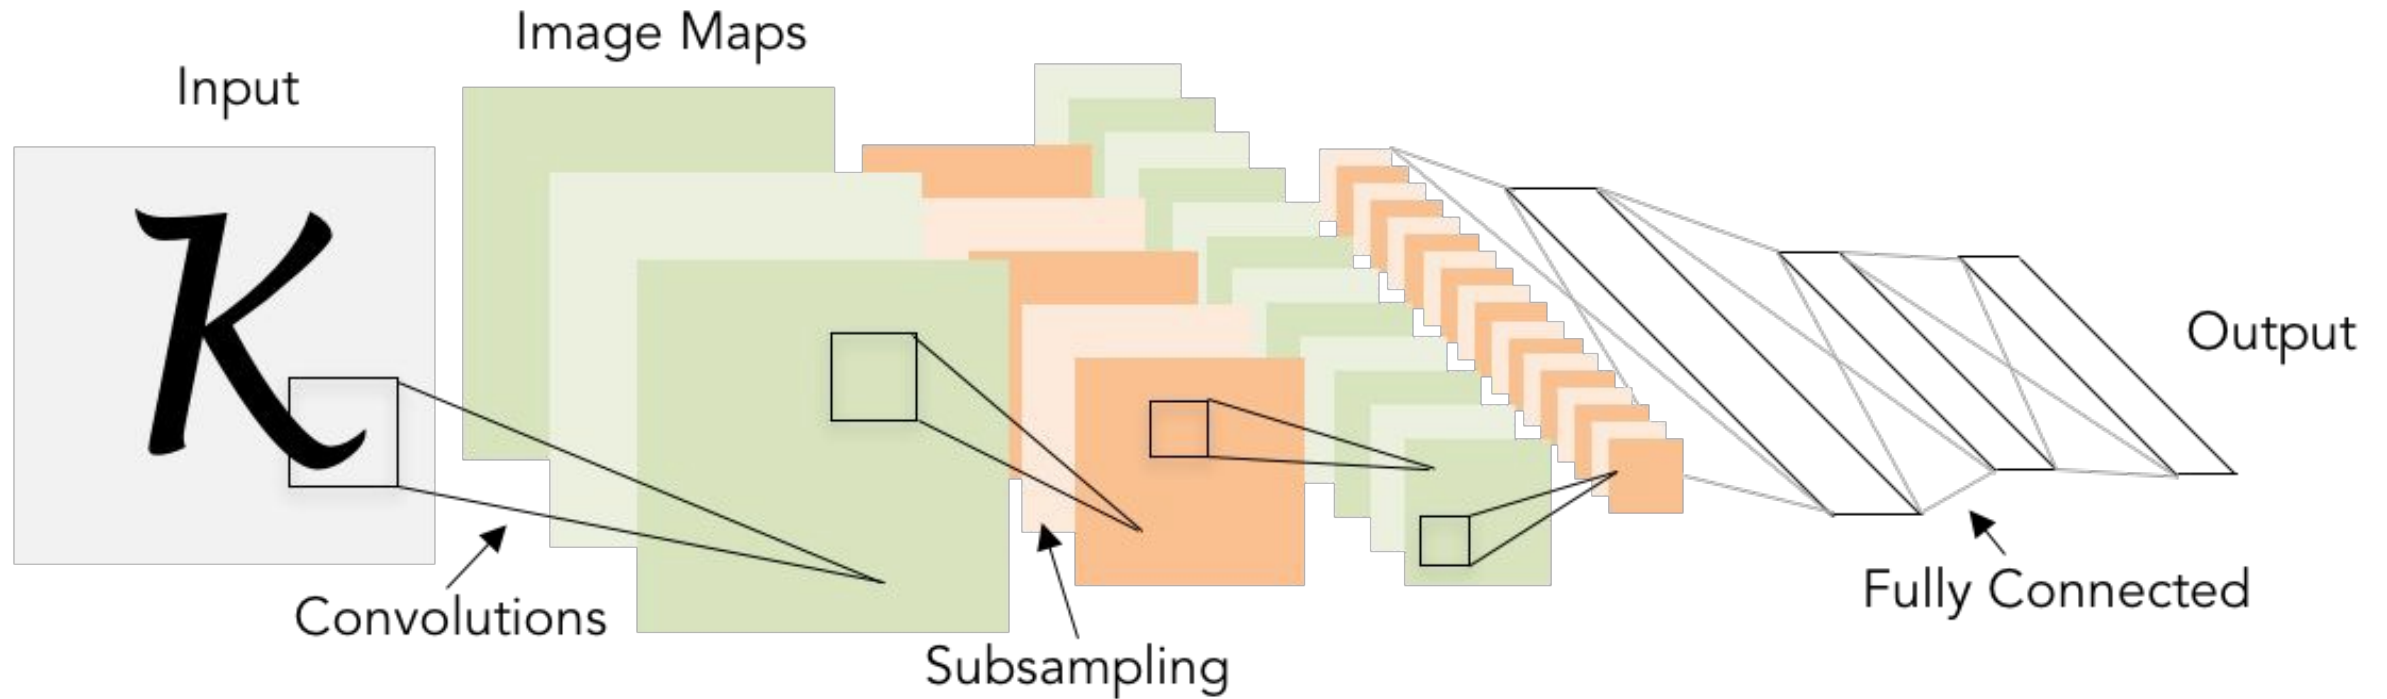 Image Maps
Input
K
Convolutions
Subsampling
Fully Connected
Output